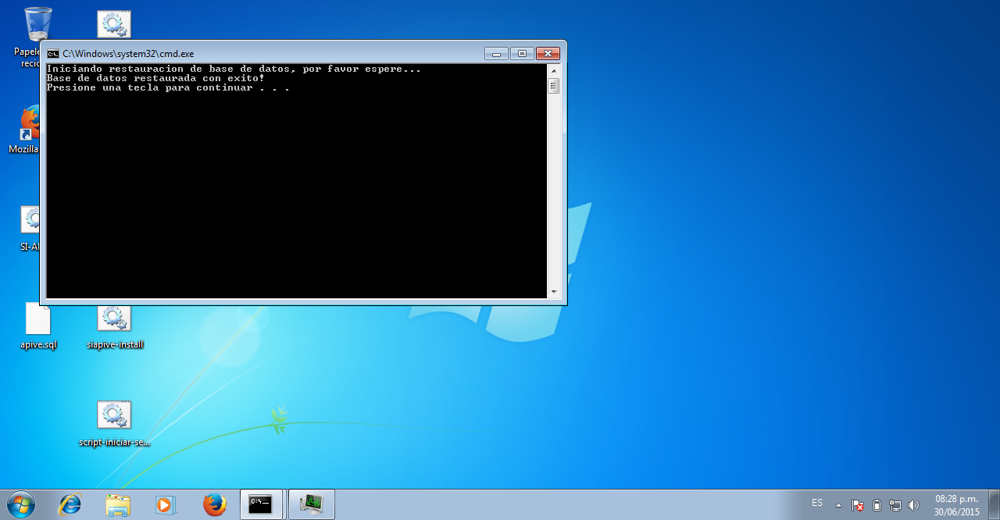 Papele
recic
C:\Windows\system32\cmd.exe
Iniciando restauracion de base de datos, por favor espere...
Base de datos restaurada con exito!
Presione una tecla para continuar . . .
Mozilla
SI-A
apive.sql
siapive-install
script-iniciar-se...
C:\
ES
08:28 p.m.
30/06/2015